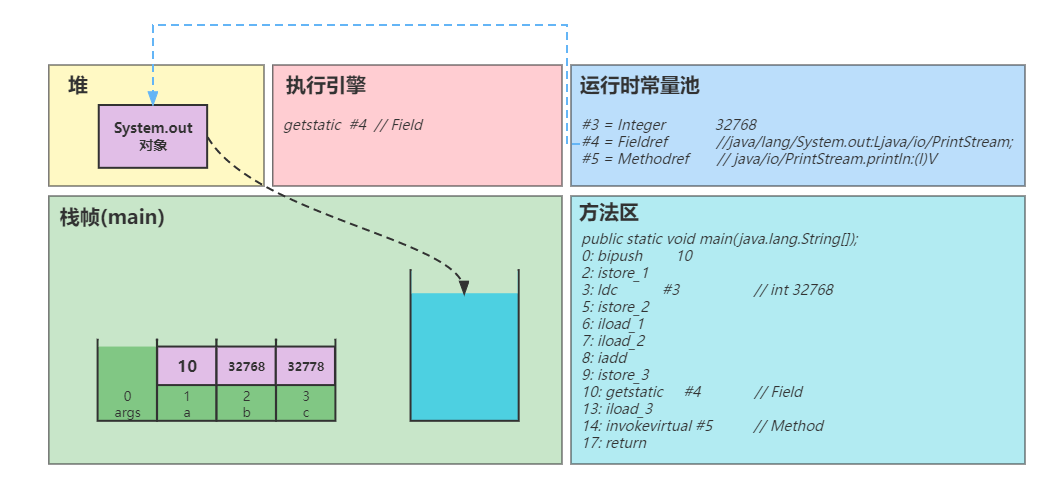 堆
System.out
对象
执行引擎
getstatic #4 // Field
运行时常量池
#3 = Integer 32768
#4 = Fieldref //java/lang/System.out:Ljava/io/PrintStream;
#5 = Methodref // java/io/PrintStream.println:(I)V
栈帧(main)
10 32768 32778
0 1 2 3
args a b c
方法区
public static void main(java.lang.String[]);
0: bipush 10
2: istore_1
3: ldc #3 // int 32768
5: istore_2
6: iload_1
7: iload_2
8: iadd
9: istore_3
10: getstatic #4 // Field
13: iload_3
14: invokevirtual #5 // Method
17: return